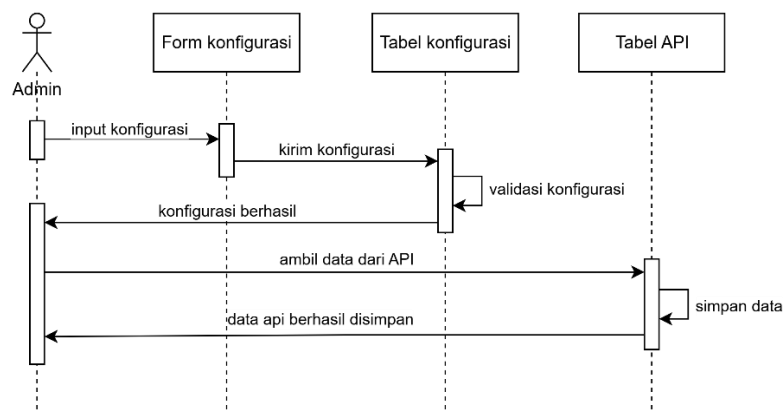 Form konfigurasi
Tabel konfigurasi
Tabel API
Admin
input konfigurasi
kirim konfigurasi
validasi konfigurasi
konfigurasi berhasil
ambil data dari API
simpan data
data api berhasil disimpan